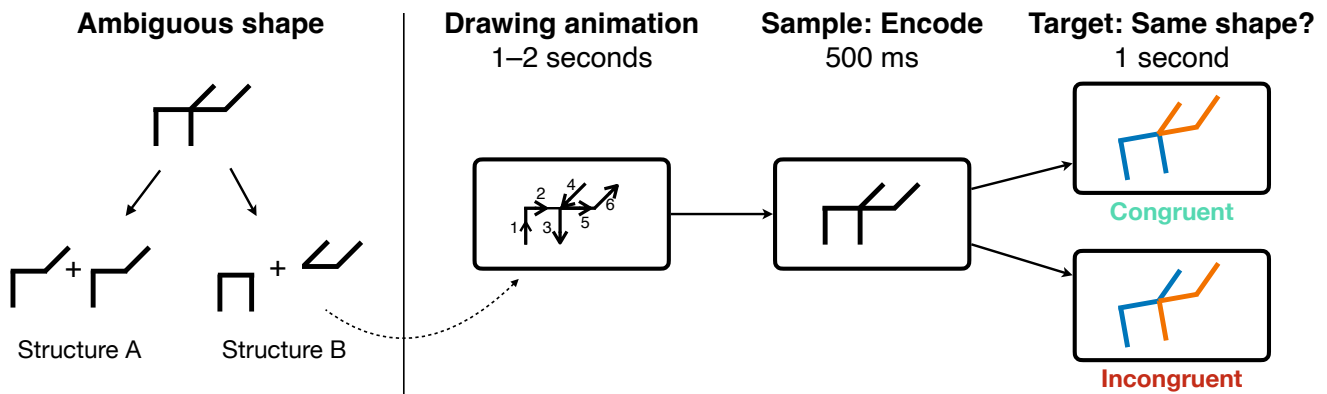 Ambiguous shape
+
+
Structure A
Structure B
Drawing animation
1–2 seconds
1
2
3
4
5
6
Sample: Encode
500 ms
Target: Same shape?
1 second
Congruent
Incongruent